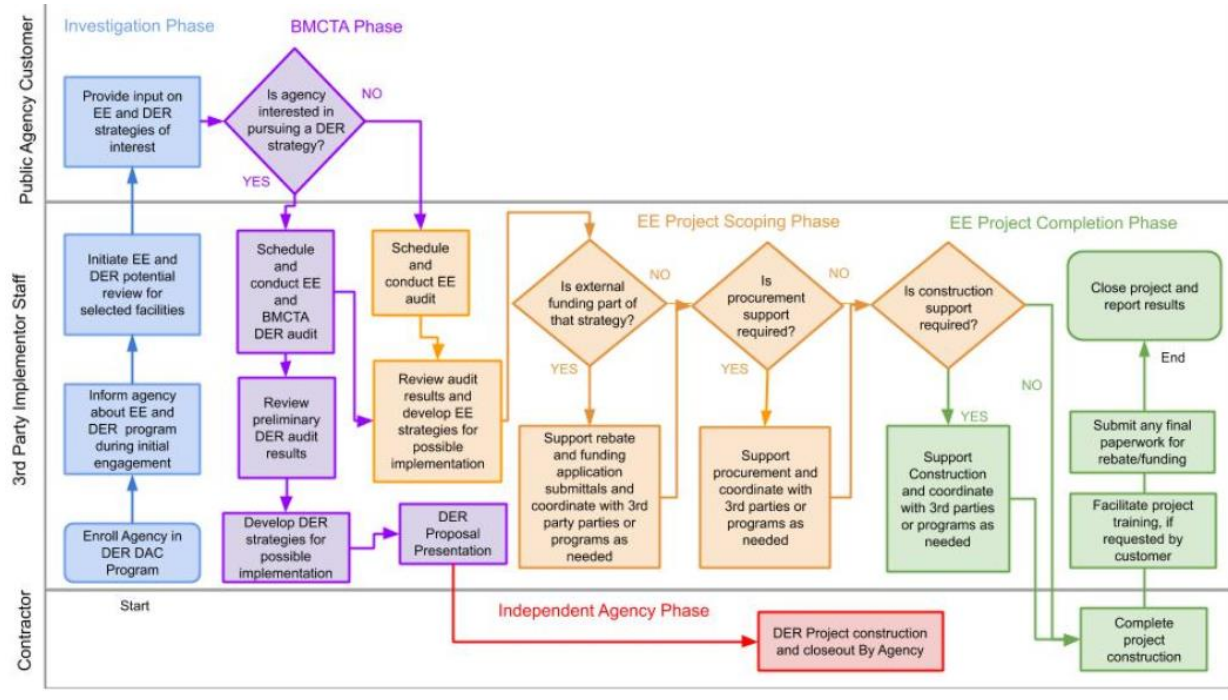 Public Agency Customer
3rd Party Implementor Staff
Contractor
Investigation Phase
BMCTA Phase
Provide input on
EE and DER
strategies of
interest
Is agency
interested in
pursuing a DER
strategy?
NO
YES
EE Project Scoping Phase
EE Project Completion Phase
Initiate EE and
DER potential
review for
selected facilities
Schedule
and
conduct EE
and
BMCTA
DER audit
Schedule
and
conduct EE
audit
Is external
funding part of
that strategy?
NO
YES
Is
procurement
support
required?
NO
YES
Is construction
support
required?
NO
YES
Close project and
report results
End
Inform agency
about EE and
DER program
during initial
engagement
Review
preliminary
DER audit
results
Review audit
results and
develop EE
strategies for
possible
implementation
Support rebate
and funding
application
submittals and
coordinate with 3rd
party parties or
programs as
needed
Support
procurement and
coordinate with
3rd parties or
programs as
needed
Support
Construction
and coordinate
with 3rd parties
or programs as
needed
Submit any final
paperwork for
rebate/funding
Facilitate project
training, if
requested by
customer
Enroll Agency in
DER DAC
Program
Develop DER
strategies for
possible
implementation
DER
Proposal
Presentation
Start
Independent Agency Phase
DER Project construction
and closeout By Agency
Complete
project
construction